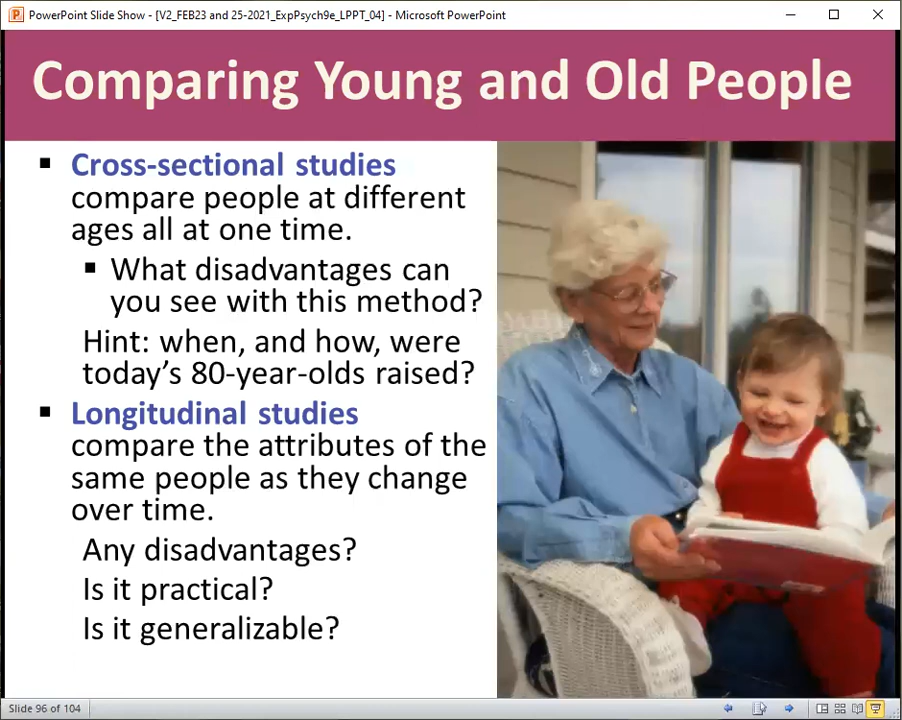 PowerPoint Slide Show - [V2_FEB23 and 25-2021_ExpPsych9e_LPPT_04] - Microsoft PowerPoint
Comparing Young and Old People
Cross-sectional studies
compare people at different
ages all at one time.
What disadvantages can
you see with this method?
Hint: when, and how, were
today's 80-year-olds raised?
Longitudinal studies
compare the attributes of the
same people as they change
over time.
Any disadvantages?
Is it practical?
Is it generalizable?
Slide 96 of 104